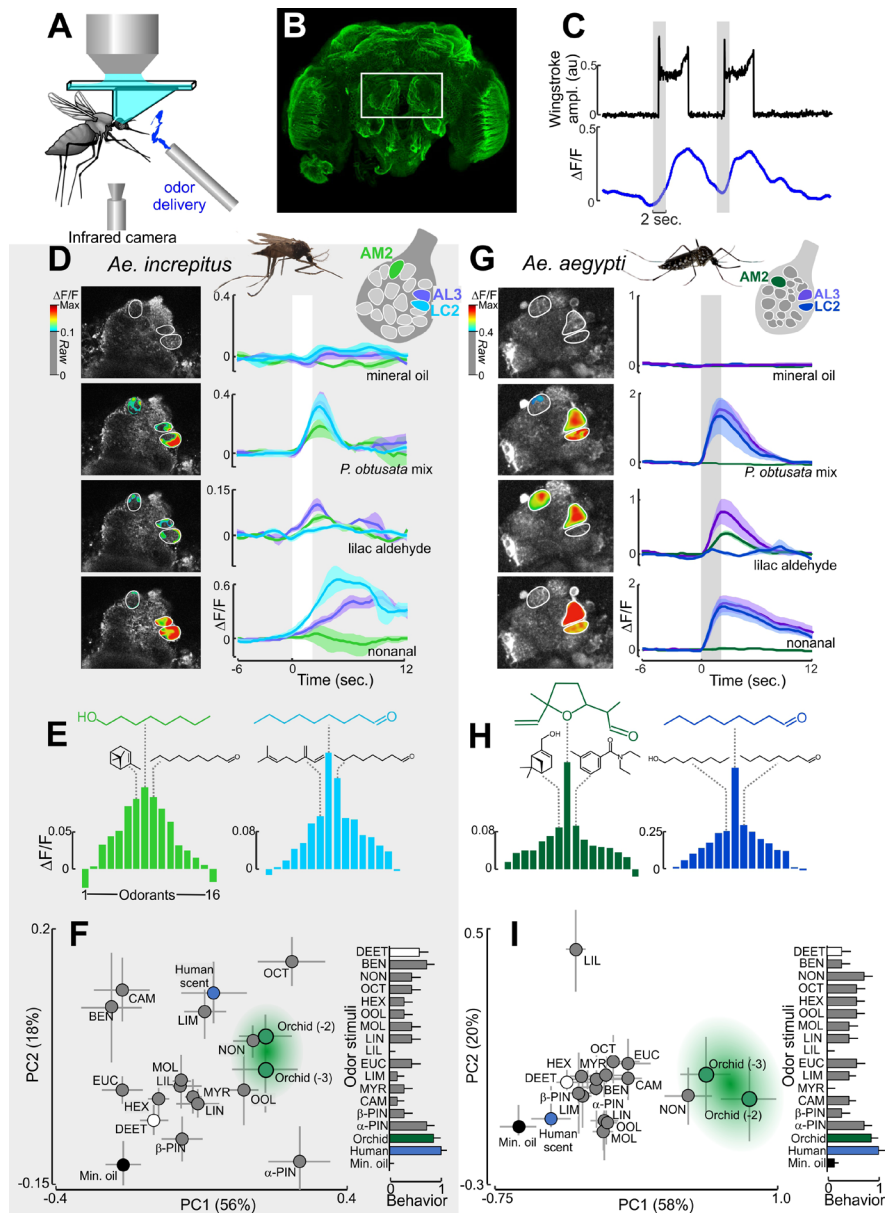 A
odor
delivery
Infrared camera
B
C
Wingstroke
ampl. (au)
0.5
0
ΔF/F
0.5
0
2 sec.
D
Ae. increpitus
AM2
AL3
LC2
ΔF/F
Max
0.1
Raw
0
0.4
0
mineral oil
0.4
0
P. obtusata mix
0.15
0
lilac aldehyde
0.6
ΔF/F
0
nonanal
-6
0
12
Time (sec.)
G
Ae. aegypti
AM2
AL3
LC2
ΔF/F
Max
0.4
Raw
0
1
0
mineral oil
2
0
P. obtusata mix
1
0
lilac aldehyde
2
ΔF/F
0
nonanal
-6
0
12
Time (sec.)
E
HO
O
O
O
ΔF/F
0.05
0
1
Odorants
16
0.08
0
H
O
O
OH
O
N
O
HO
O
0.08
0
0.25
0
F
0.2
PC2 (18%)
-0.15
-0.4
PC1 (56%)
0.4
OCT
Human
scent
CAM
BEN
LIM
Orchid (-2)
NON
Orchid (-3)
MOL
LIL
EUC
MYR
OOL
HEX
LIN
DEET
β-PIN
Min. oil
α-PIN
Odor stimuli
DEET
BEN
NON
OCT
HEX
OOL
MOL
LIN
LIL
EUC
LIM
MYR
CAM
β-PIN
α-PIN
Orchid
Human
Min. oil
0
1
Behavior
I
0.5
PC2 (20%)
-0.3
-0.75
PC1 (58%)
1.0
LIL
OCT
MYR
EUC
HEX
DEET
Orchid (-3)
BEN
CAM
β-PIN
α-PIN
LIM
NON
Orchid (-2)
LIN
OOL
MOL
Min. oil
Human
scent
Odor stimuli
DEET
BEN
NON
OCT
HEX
OOL
MOL
LIN
LIL
EUC
LIM
MYR
CAM
β-PIN
α-PIN
Orchid
Human
Min. oil
0
1
Behavior